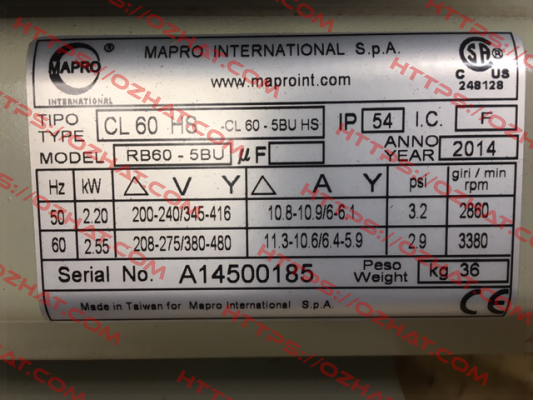 MAPRO
®
INTERNATIONAL
MAPRO INTERNATIONAL S.p.A.
www.maproint.com
SA ®
C US
248128
TIPO
TYPE
CL 60 HS -CL 60 - 5BU HS
IP 54 I.C. F
MODEL RB60 - 5BU µF
ANNO
YEAR 2014
Hz kW △ V Y △ A Y psi giri / min
rpm
50 2.20 200-240/345-416 10.8-10.9/6-6.1 3.2 2860
60 2.55 208-275/380-480 11.3-10.6/6.4-5.9 2.9 3380
Serial No. A14500185 Peso
Weight kg 36
Made in Taiwan for Mapro International S.p.A. CE
HTTPS://OZHAT.COM